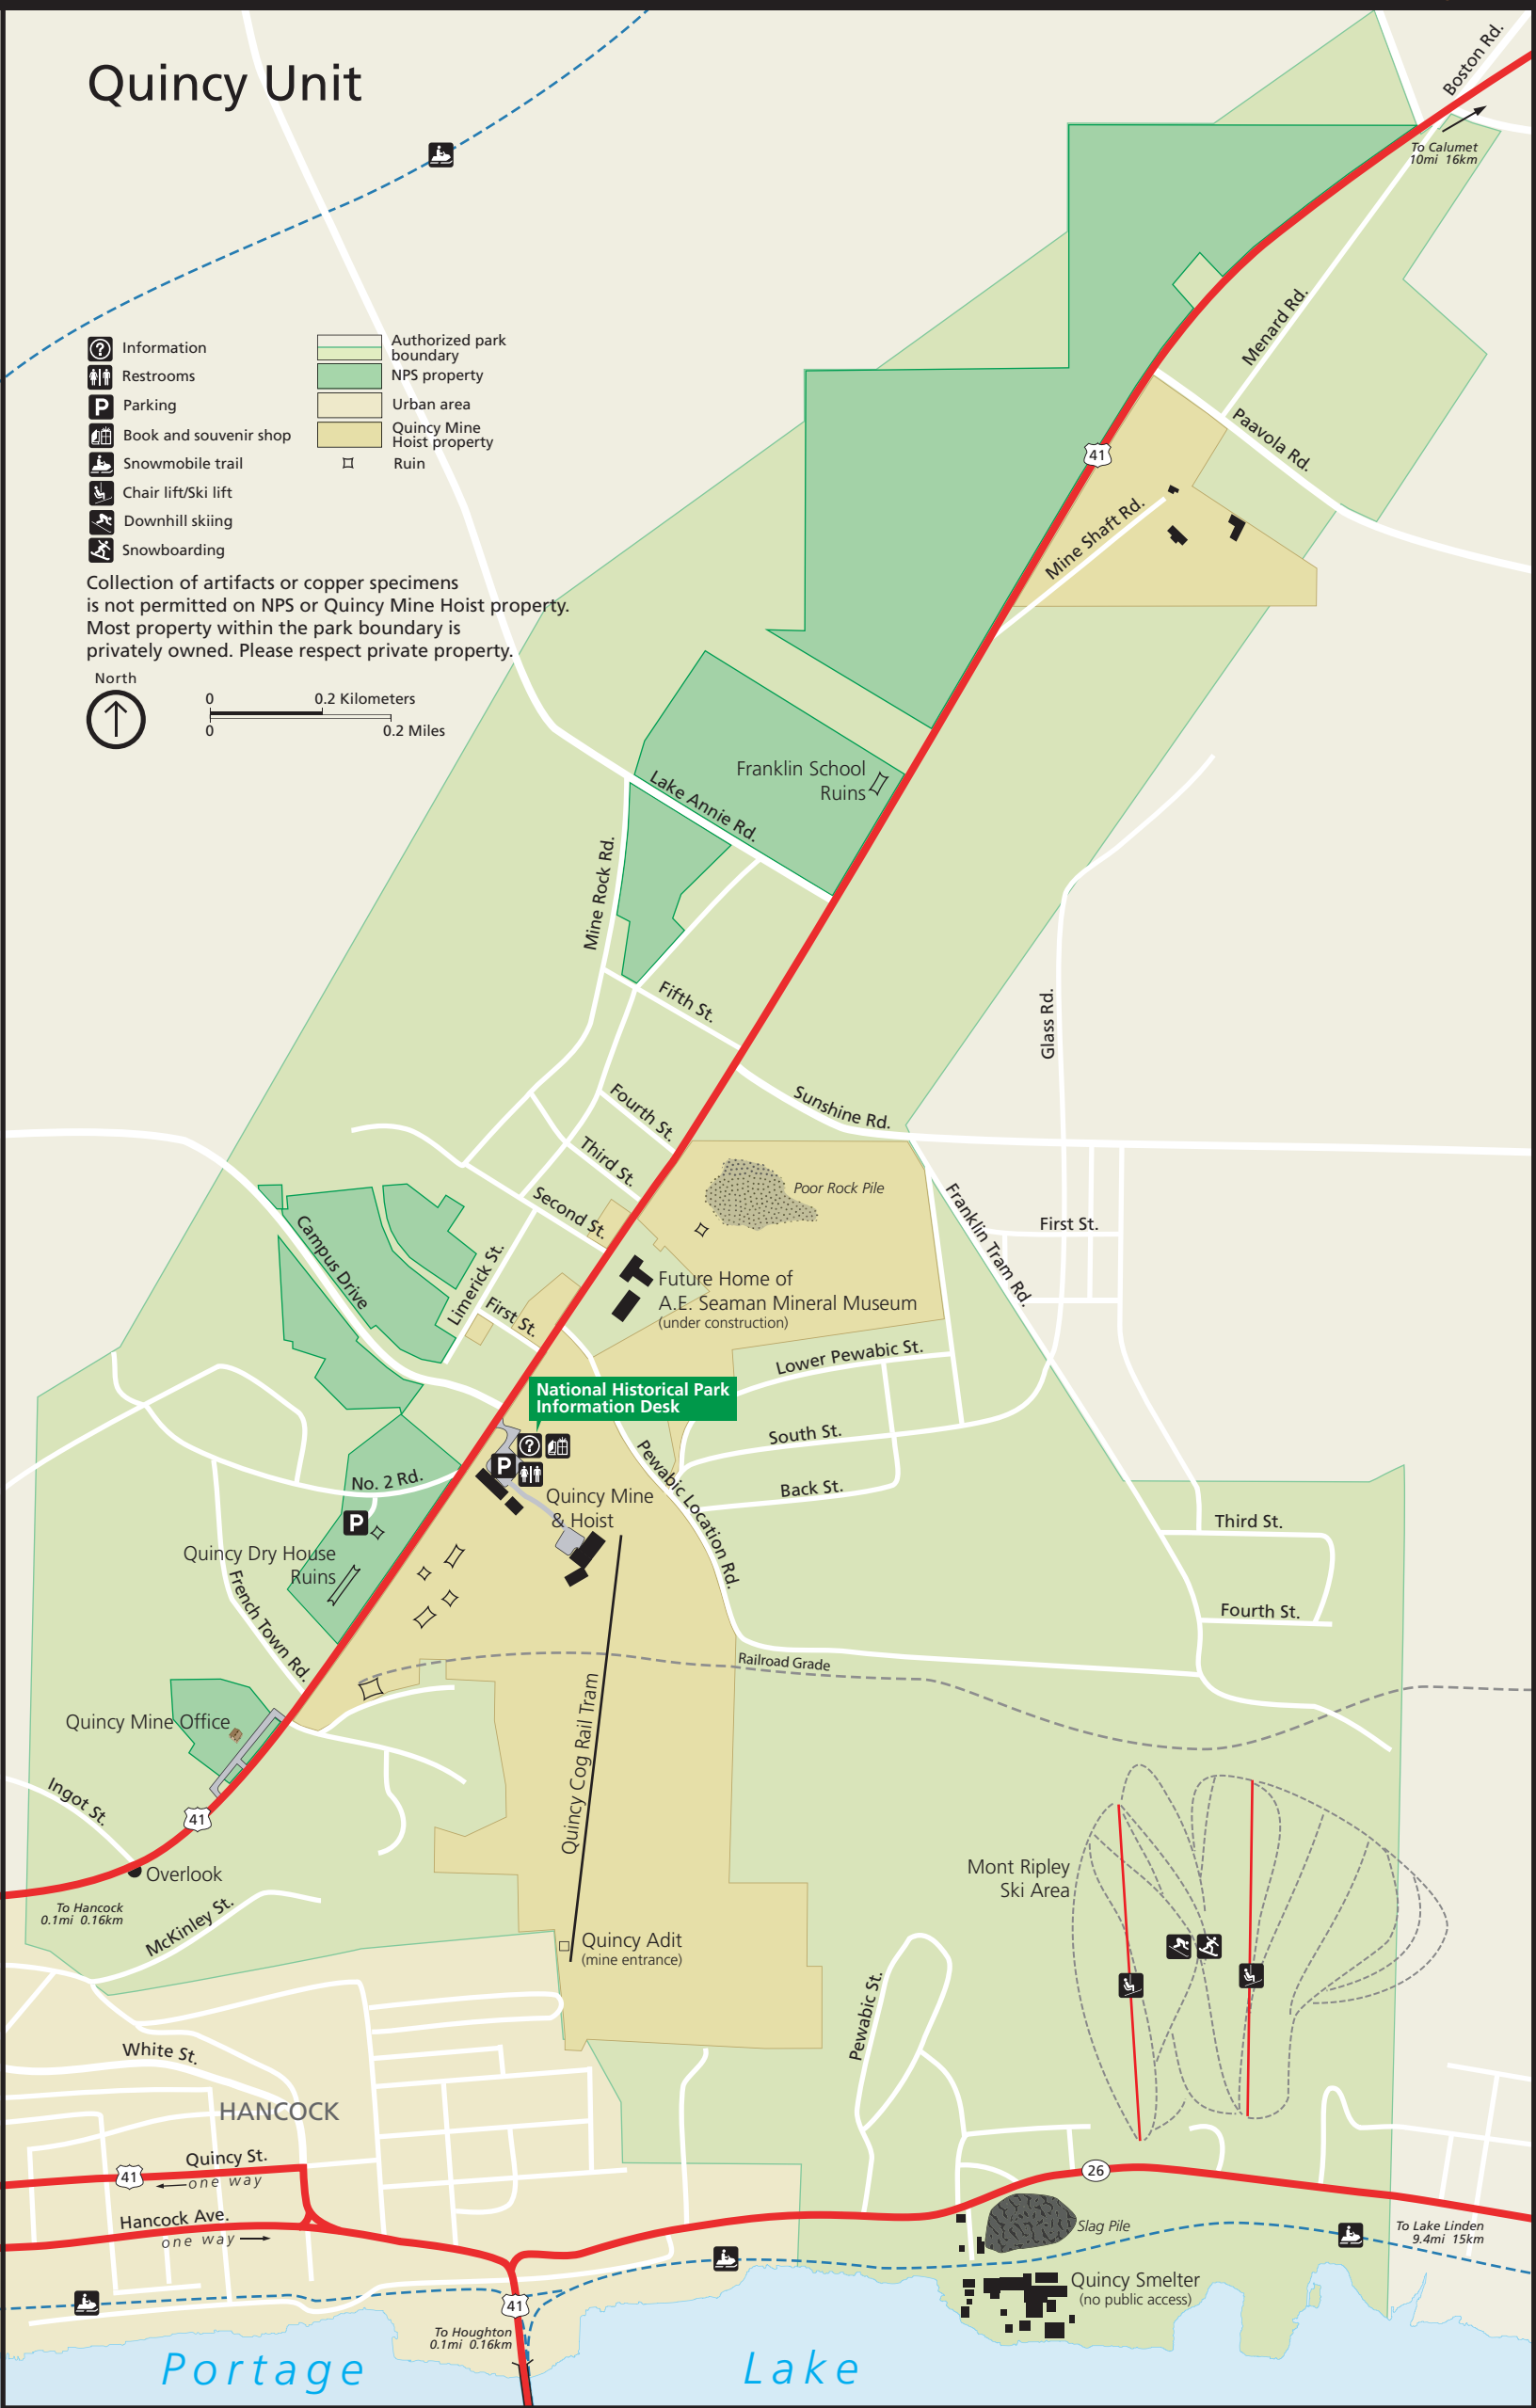 Quincy Unit
Boston Rd.
To Calumet
10mi 16km
Menard Rd.
Paavola Rd.
41
Mine Shaft Rd.
Information
Restrooms
Parking
Book and souvenir shop
Snowmobile trail
Chair lift/Ski lift
Downhill skiing
Snowboarding
Authorized park
boundary
NPS property
Urban area
Quincy Mine
Hoist property
Ruin
Collection of artifacts or copper specimens
is not permitted on NPS or Quincy Mine Hoist property.
Most property within the park boundary is
privately owned. Please respect private property.
North
0 0.2 Kilometers
0 0.2 Miles
Franklin School
Ruins
Lake Annie Rd.
Mine Rock Rd.
Fifth St.
Glass Rd.
Sunshine Rd.
Fourth St.
Third St.
Second St.
Poor Rock Pile
Franklin Tram Rd.
First St.
Campus Drive
Limerick St.
First St.
Future Home of
A.E. Seaman Mineral Museum
(under construction)
Lower Pewabic St.
National Historical Park
Information Desk
South St.
Back St.
Pewabic Location Rd.
P
No. 2 Rd.
P
Quincy Mine
& Hoist
Quincy Dry House
Ruins
French Town Rd.
Third St.
Fourth St.
Railroad Grade
Quincy Cog Rail Tram
Quincy Mine Office
Ingot St.
41
Overlook
To Hancock
0.1mi 0.16km
McKinley St.
Mont Ripley
Ski Area
Quincy Adit
(mine entrance)
Pewabic St.
White St.
HANCOCK
Quincy St.
41
one way
Hancock Ave.
one way
26
Slag Pile
To Lake Linden
9.4mi 15km
Quincy Smelter
(no public access)
41
To Houghton
0.1mi 0.16km
Portage Lake